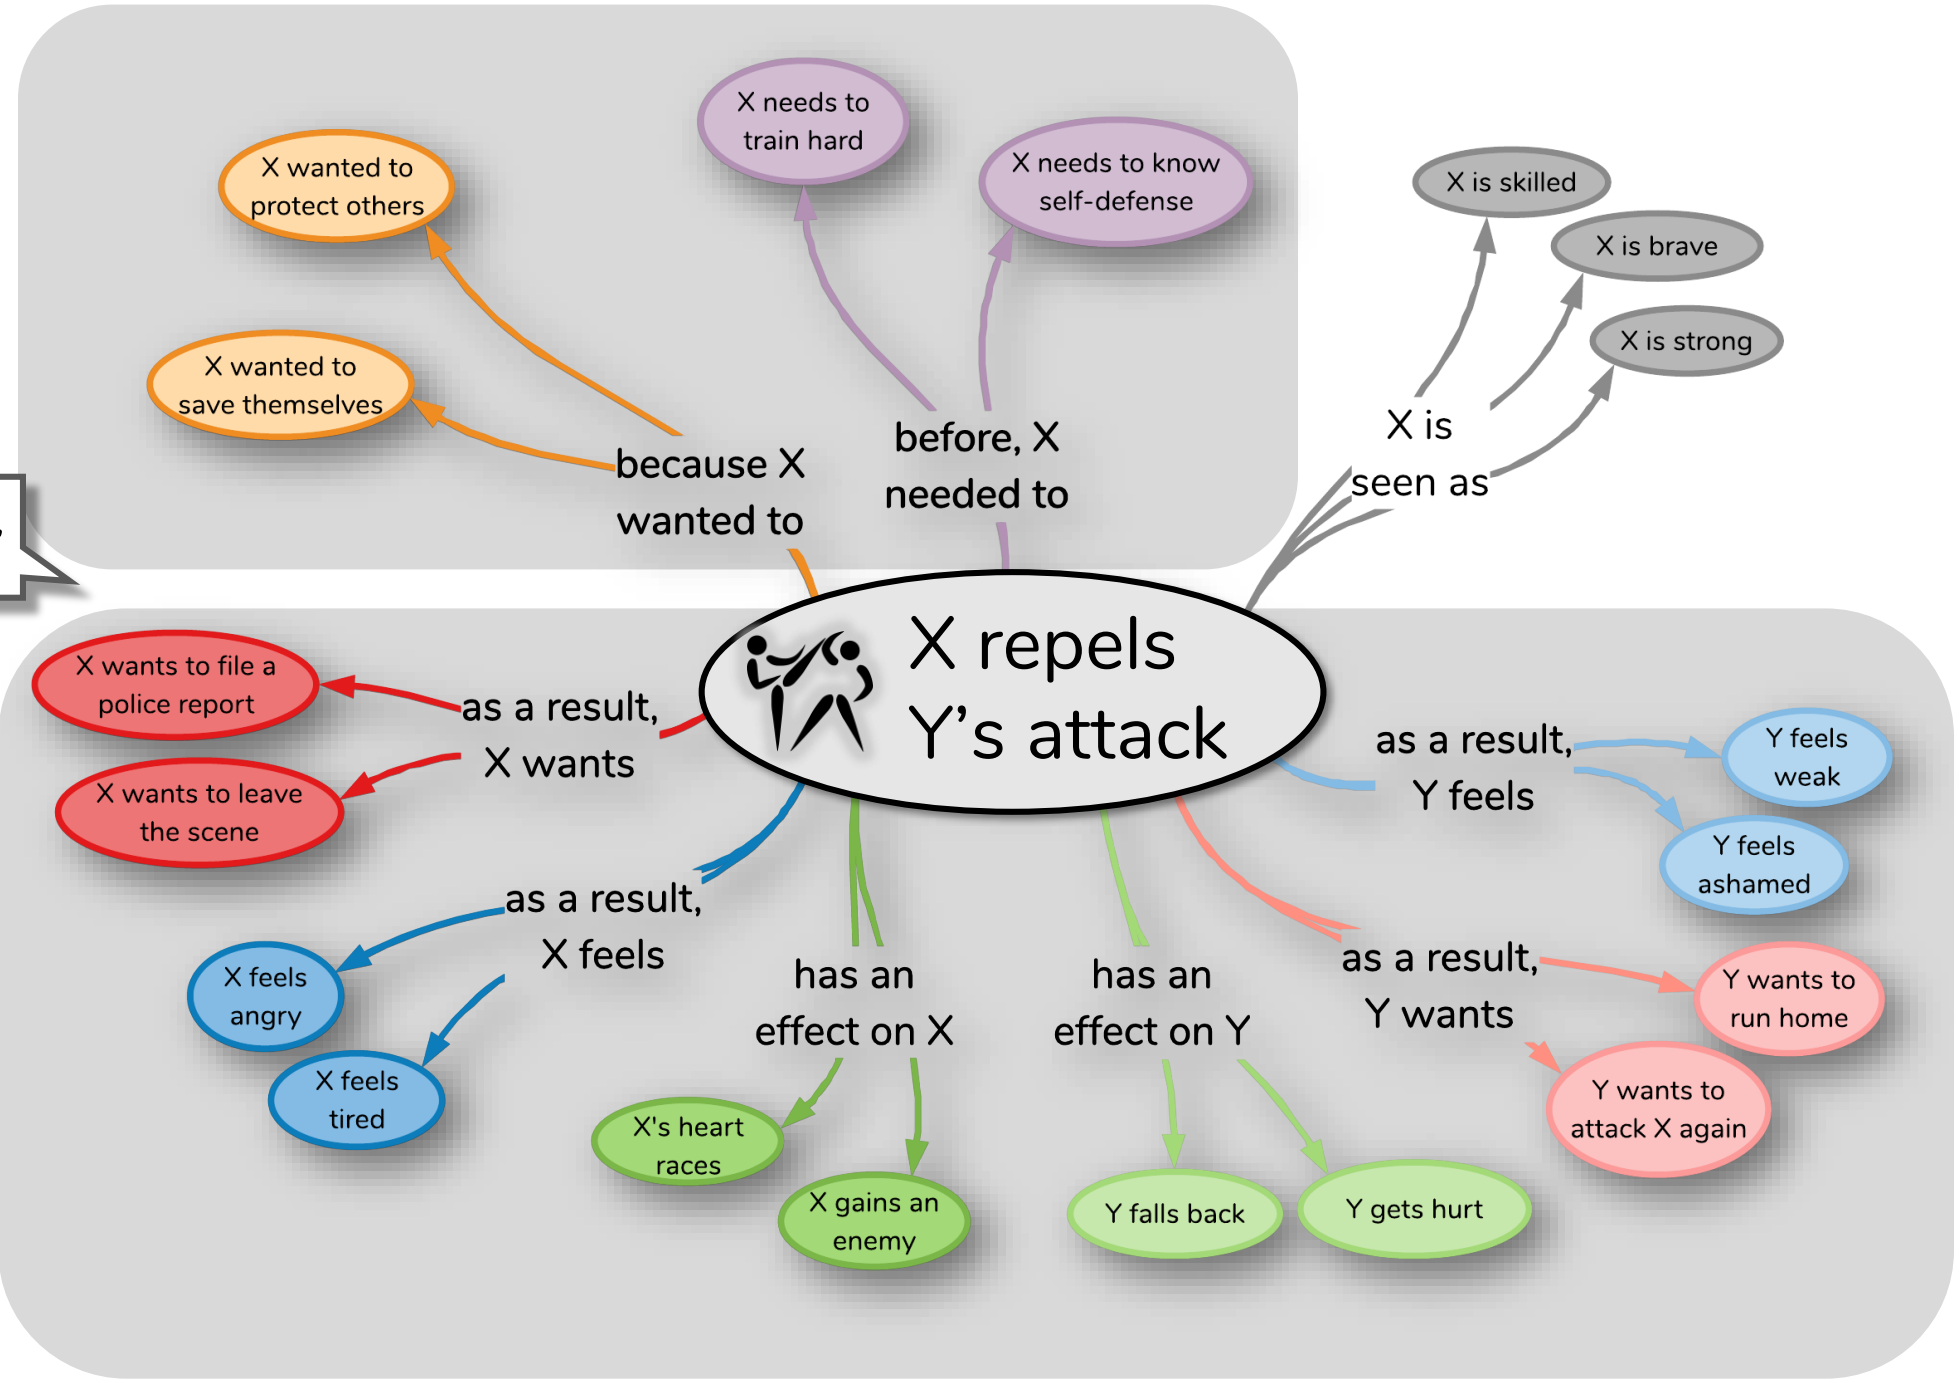 X needs to
train hard
X wanted to
protect others
X needs to know
self-defense
X is skilled
X is brave
X is strong
X wanted to
save themselves
because X
wanted to
before, X
needed to
X is
seen as
X repels
Y's attack
X wants to file a
police report
as a result,
X wants
X wants to leave
the scene
as a result,
X feels
X feels
angry
X feels
tired
has an
effect on X
X's heart
races
X gains an
enemy
has an
effect on Y
Y falls back
Y gets hurt
as a result,
Y wants
Y wants to
run home
Y wants to
attack X again
as a result,
Y feels
Y feels
weak
Y feels
ashamed